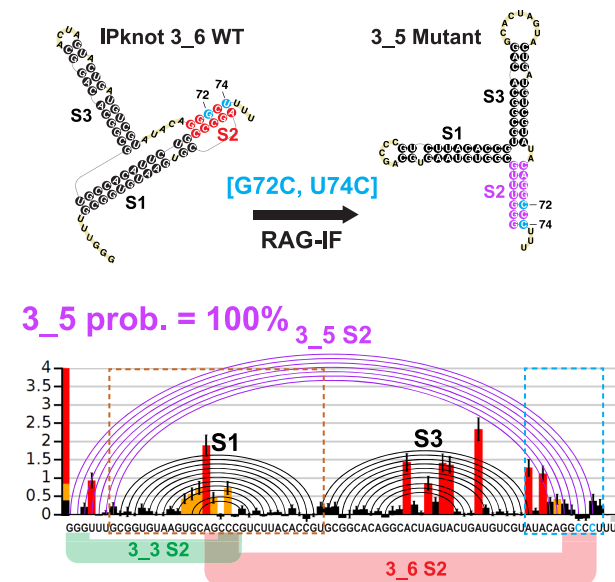 IPknot 3_6 WT
3_5 Mutant
S3
72
74
S2
S1
S3
S1
S2
72
74
[G72C, U74C]
RAG-IF
3_5 prob. = 100%
3_5 S2
4
3.5
3
2.5
2
1.5
1
0.5
0
S1
S3
GGGUUUGCGGUGUAAGUGCAGCCCGUCUUACACCGUGCGGCACAGGCACUAGUACUGAUGUCGUAUACAGGCCCUUU
3_3 S2
3_6 S2